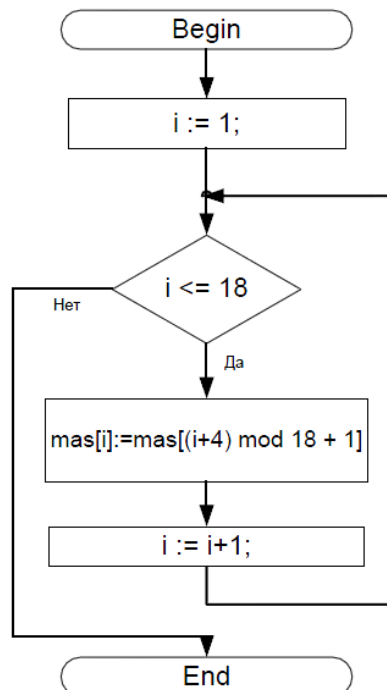 Begin
i := 1;
i <= 18
Нет
Да
mas[i]:=mas[(i+4) mod 18 + 1]
i := i+1;
End